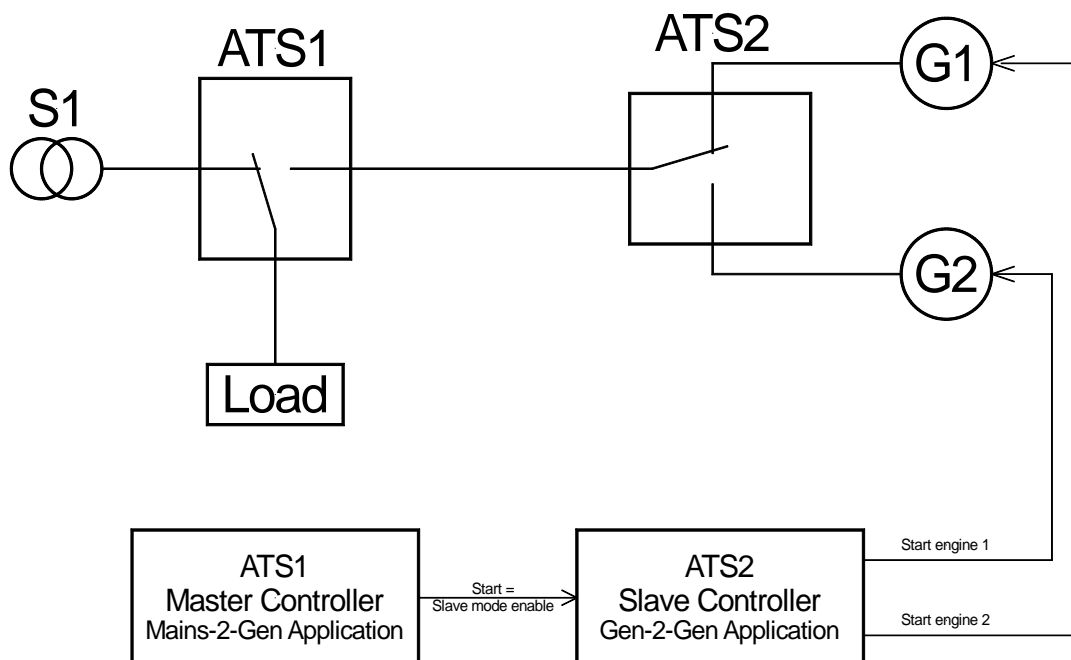 ATS1
ATS2
G1
S1
G2
Load
ATS1
Master Controller
Mains-2-Gen Application
Start =
Slave mode enable
ATS2
Slave Controller
Gen-2-Gen Application
Start engine 1
Start engine 2